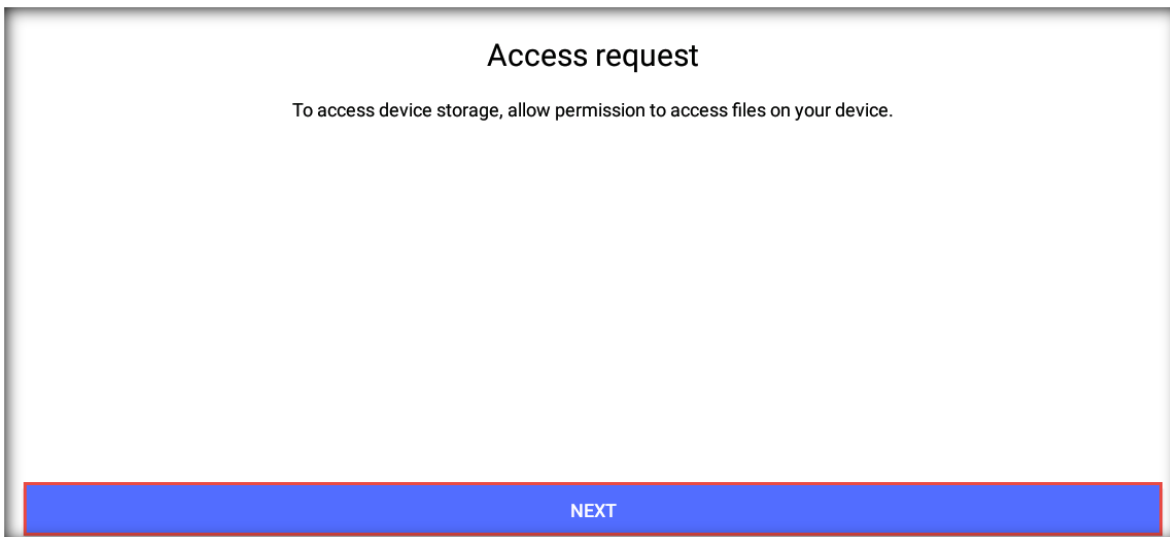 Access request
To access device storage, allow permission to access files on your device.
NEXT